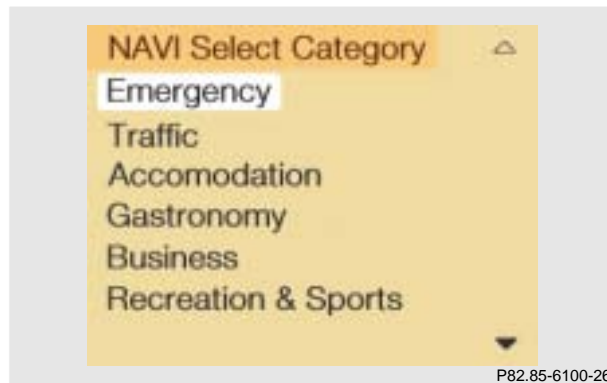 NAVI Select Category
Emergency
Traffic
Accomodation
Gastronomy
Business
Recreation & Sports
P82.85-6100-26